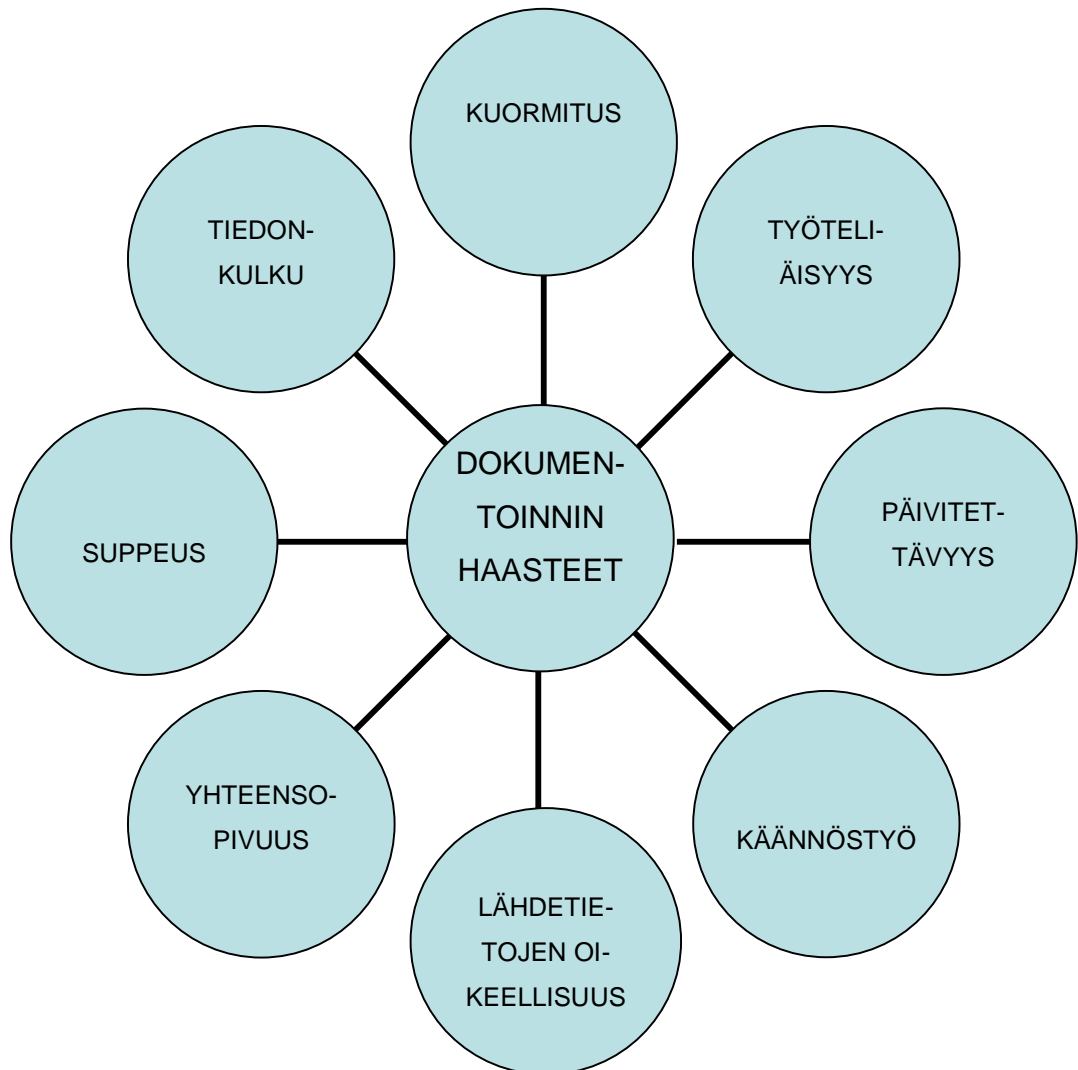 KUORMITUS
TIEDON-
KULKU
TYÖTELI-
ÄISYYS
DOKUMEN-
TOINNIN
HAASTEET
SUPPEUS
PÄIVITET-
TÄVYYS
YHTEENSO-
PIVUUS
KÄÄNNÖSTYÖ
LÄHDETIE-
TOJEN OI-
KEELLISUUS